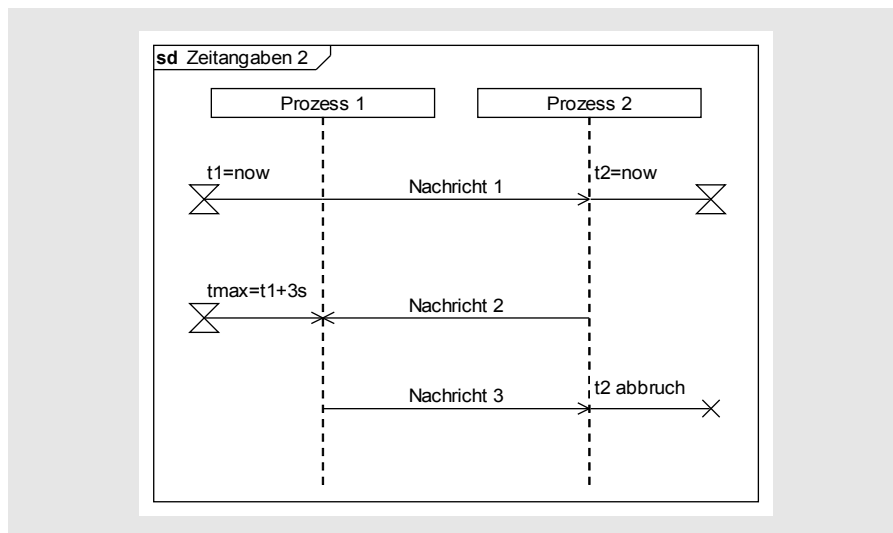 sd Zeitangaben 2
Prozess 1
Prozess 2
t1=now
Nachricht 1
t2=now
tmax=t1+3s
Nachricht 2
Nachricht 3
t2 abbruch